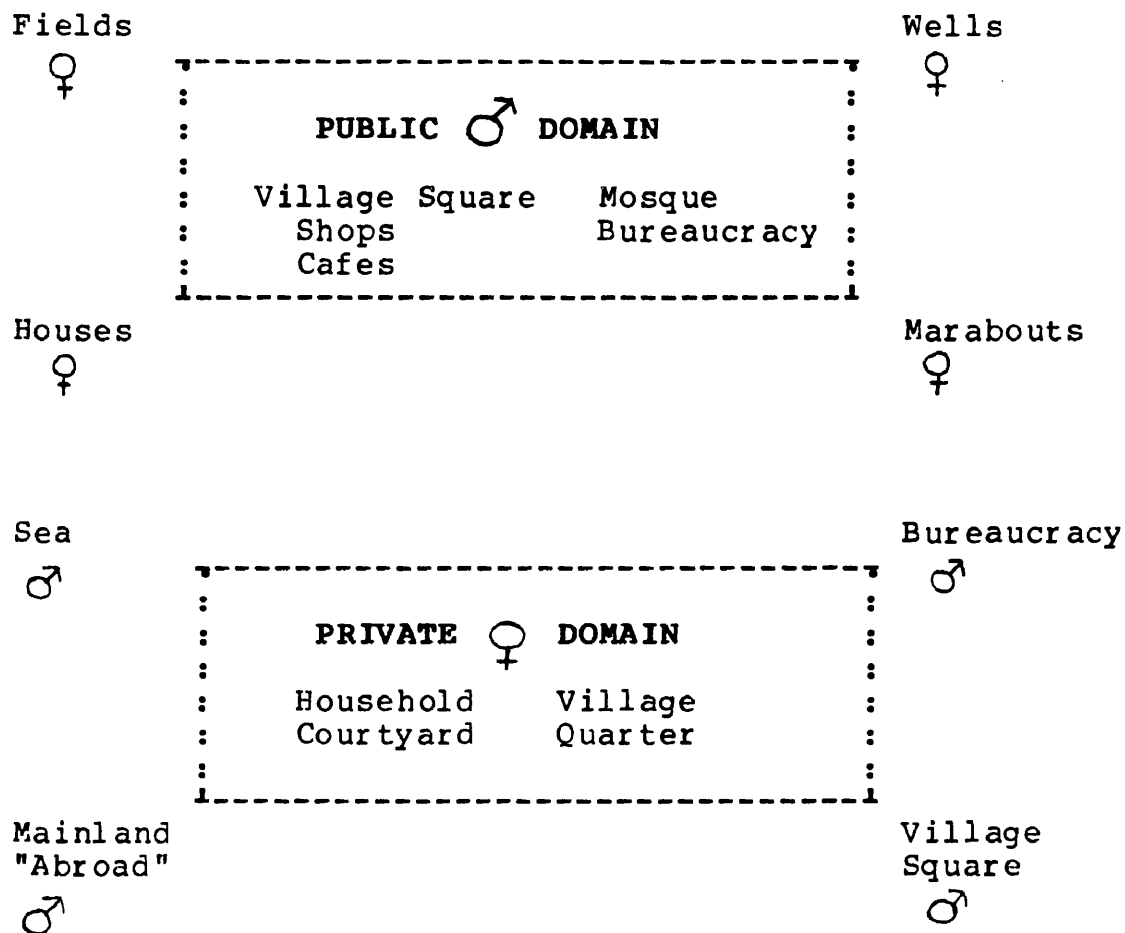 Fields Wells
♀ ♀
PUBLIC ♂ DOMAIN
Village Square Mosque
Shops Bureaucracy
Cafes
Houses Marabouts
♀ ♀
Sea Bureaucracy
♂ ♂
PRIVATE ♀ DOMAIN
Household Village
Courtyard Quarter
Mainland Village
"Abroad" Square
♂ ♂